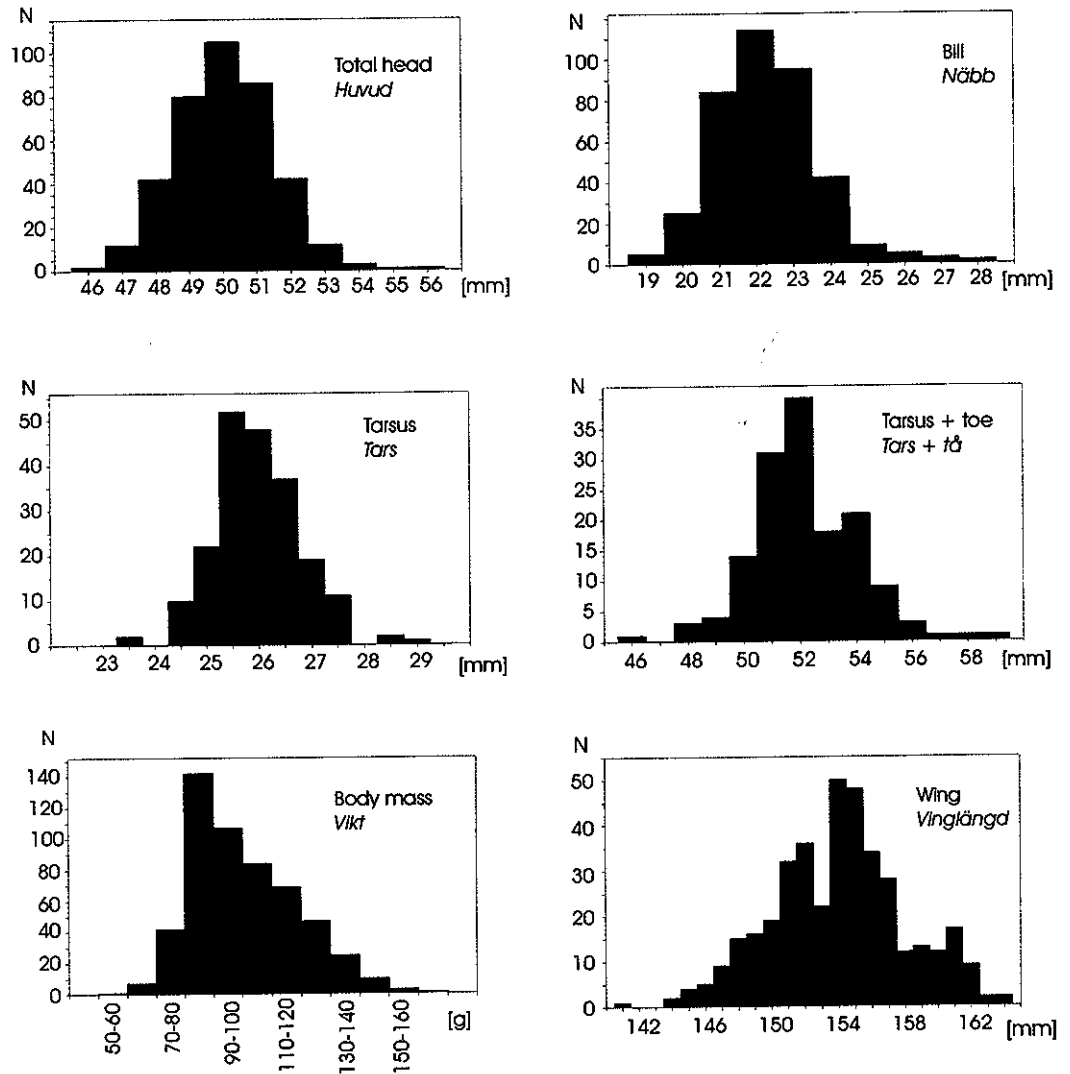 N
Total head
Huvud
100
80
60
40
20
0
46 47 48 49 50 51 52 53 54 55 56 [mm]
N
Bill
Näbb
100
80
60
40
20
0
19 20 21 22 23 24 25 26 27 28 [mm]
N
Tarsus
Tars
50
40
30
20
10
0
23 24 25 26 27 28 29 [mm]
N
Tarsus + toe
Tars + tå
35
30
25
20
15
10
5
0
46 48 50 52 54 56 58 [mm]
N
Body mass
Vikt
140
120
100
80
60
40
20
0
50-60 70-80 90-100 110-120 130-140 150-160 [g]
N
Wing
Vinglängd
50
40
30
20
10
0
142 146 150 154 158 162 [mm]